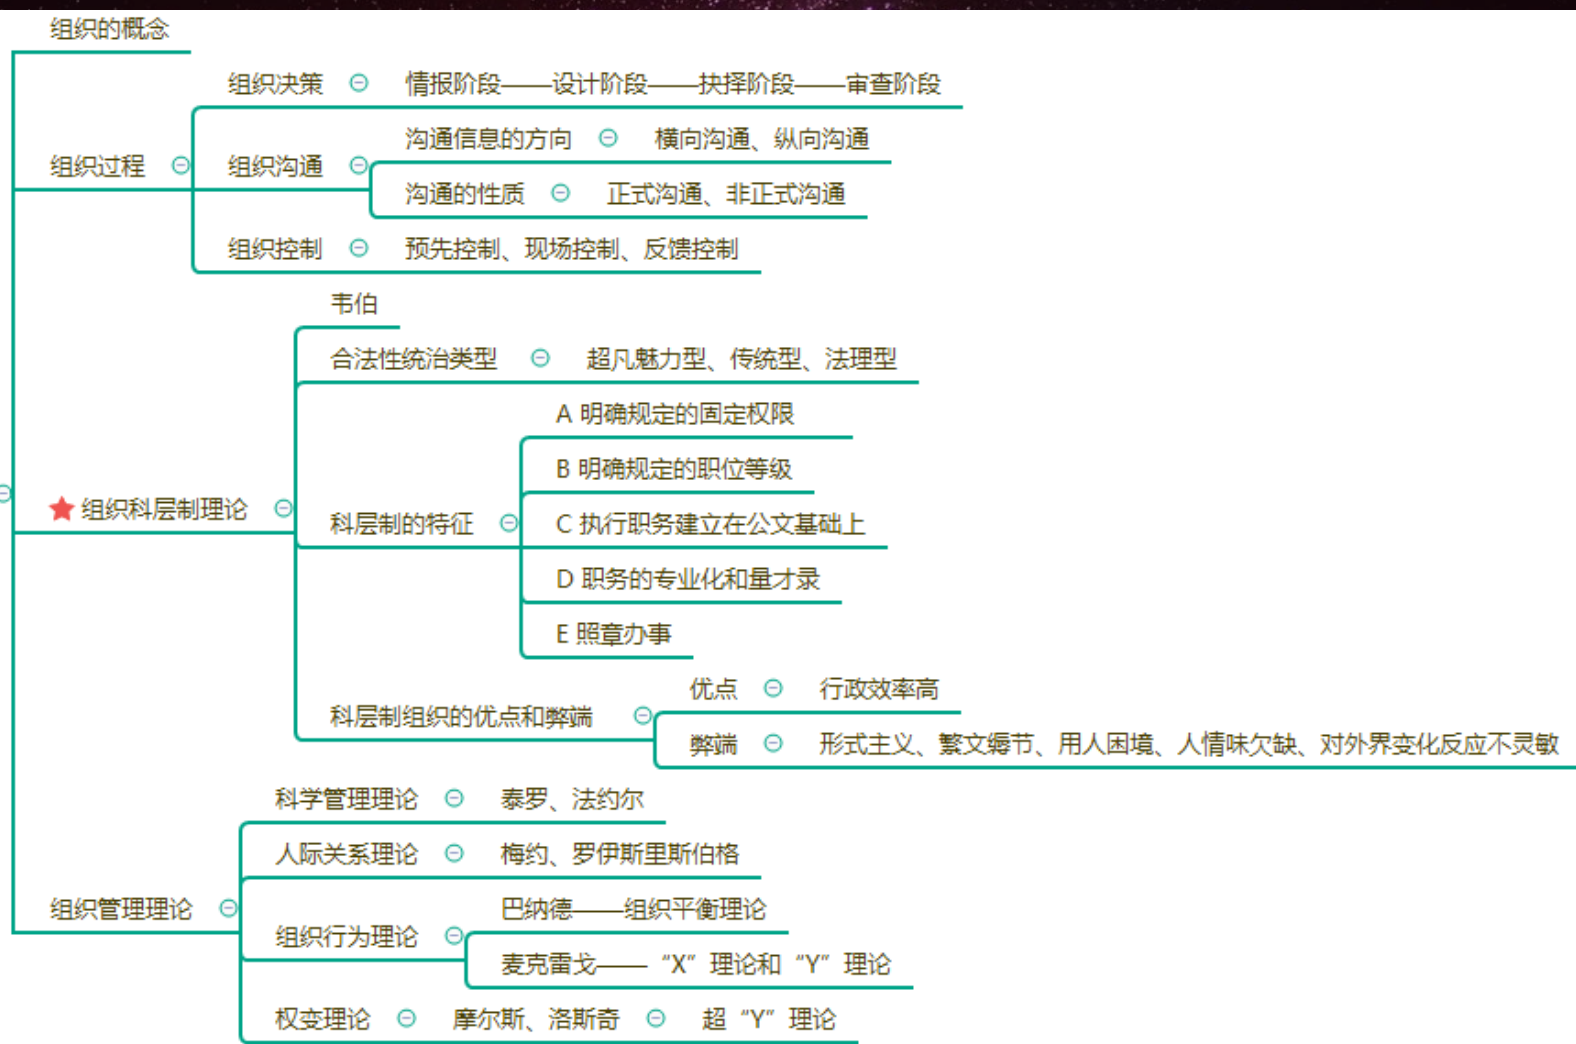 组织的概念
组织决策 情报阶段——设计阶段——抉择阶段——审查阶段
沟通信息的方向 横向沟通、纵向沟通
组织过程 组织沟通
沟通的性质 正式沟通、非正式沟通
组织控制 预先控制、现场控制、反馈控制
韦伯
合法性统治类型 超凡魅力型、传统型、法理型
A 明确规定的固定权限
B 明确规定的职位等级
组织科层制理论
科层制的特征 C 执行职务建立在公文基础上
D 职务的专业化和量才录
E 照章办事
优点 行政效率高
科层制组织的优点和弊端
弊端 形式主义、繁文缛节、用人困境、人情味欠缺、对外界变化反应不灵敏
科学管理理论 泰罗、法约尔
人际关系理论 梅约、罗伊斯里斯伯格
组织管理理论 巴纳德——组织平衡理论
组织行为理论
麦克雷戈——“X”理论和“Y”理论
权变理论 摩尔斯、洛斯奇 超“Y”理论